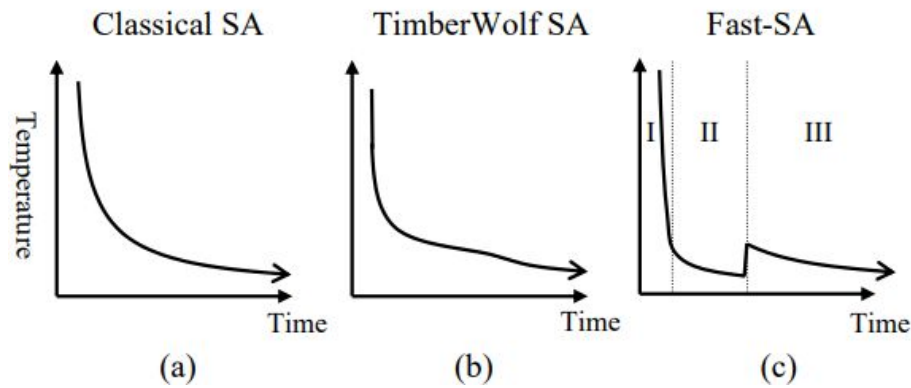 Classical SA
TimberWolf SA
Fast-SA
Temperature
I
II
III
Time
Time
Time
(a)
(b)
(c)